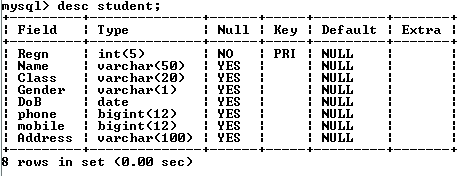 mysql> desc student;
+---------+--------------+------+-----+---------+-------+
| Field   | Type         | Null | Key | Default | Extra |
+---------+--------------+------+-----+---------+-------+
| Regn    | int(5)       | NO   | PRI | NULL    |       |
| Name    | varchar(50)  | YES  |     | NULL    |       |
| Class   | varchar(20)  | YES  |     | NULL    |       |
| Gender  | varchar(1)   | YES  |     | NULL    |       |
| DoB     | date         | YES  |     | NULL    |       |
| phone   | bigint(12)   | YES  |     | NULL    |       |
| mobile  | bigint(12)   | YES  |     | NULL    |       |
| Address | varchar(100) | YES  |     | NULL    |       |
+---------+--------------+------+-----+---------+-------+
8 rows in set (0.00 sec)